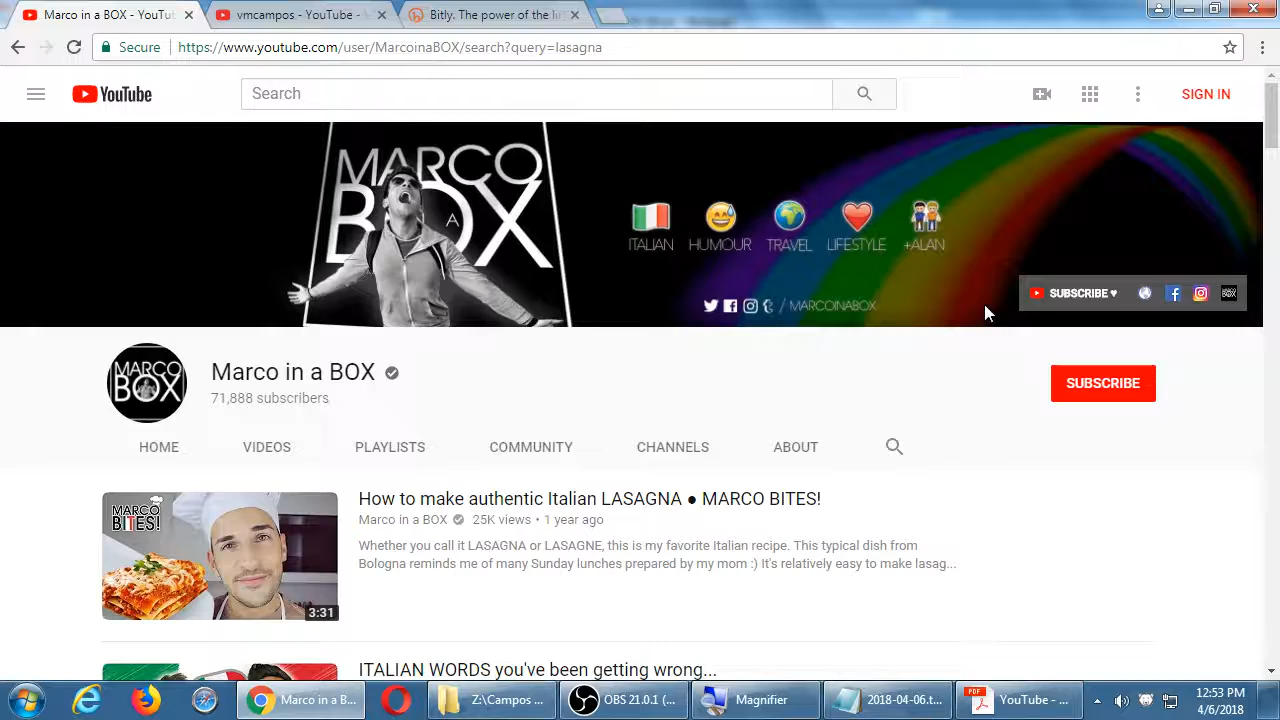 Marco in a BOX - YouTu
vmcampos - YouTube -
Bitly. The power of the li
Secure
https://www.youtube.com/user/MarcoinaBOX/search?query=lasagna
YouTube
Search
SIGN IN
MARCO
A
BOX
ITALIAN
HUMOUR
TRAVEL
LIFESTYLE
+ALAN
/ MARCOINABOX
SUBSCRIBE ♥
MARCO
BOX
Marco in a BOX
71,888 subscribers
SUBSCRIBE
HOME
VIDEOS
PLAYLISTS
COMMUNITY
CHANNELS
ABOUT
MARCO
BITES!
3:31
How to make authentic Italian LASAGNA ● MARCO BITES!
Marco in a BOX
25K views • 1 year ago
Whether you call it LASAGNA or LASAGNE, this is my favorite Italian recipe. This typical dish from
Bologna reminds me of many Sunday lunches prepared by my mom :) It's relatively easy to make lasag...
ITALIAN WORDS you've been getting wrong...
Marco in a B...
Z:\Campos ...
OBS 21.0.1 (...
Magnifier
2018-04-06.t...
PDF
YouTube - ...
12:53 PM
4/6/2018